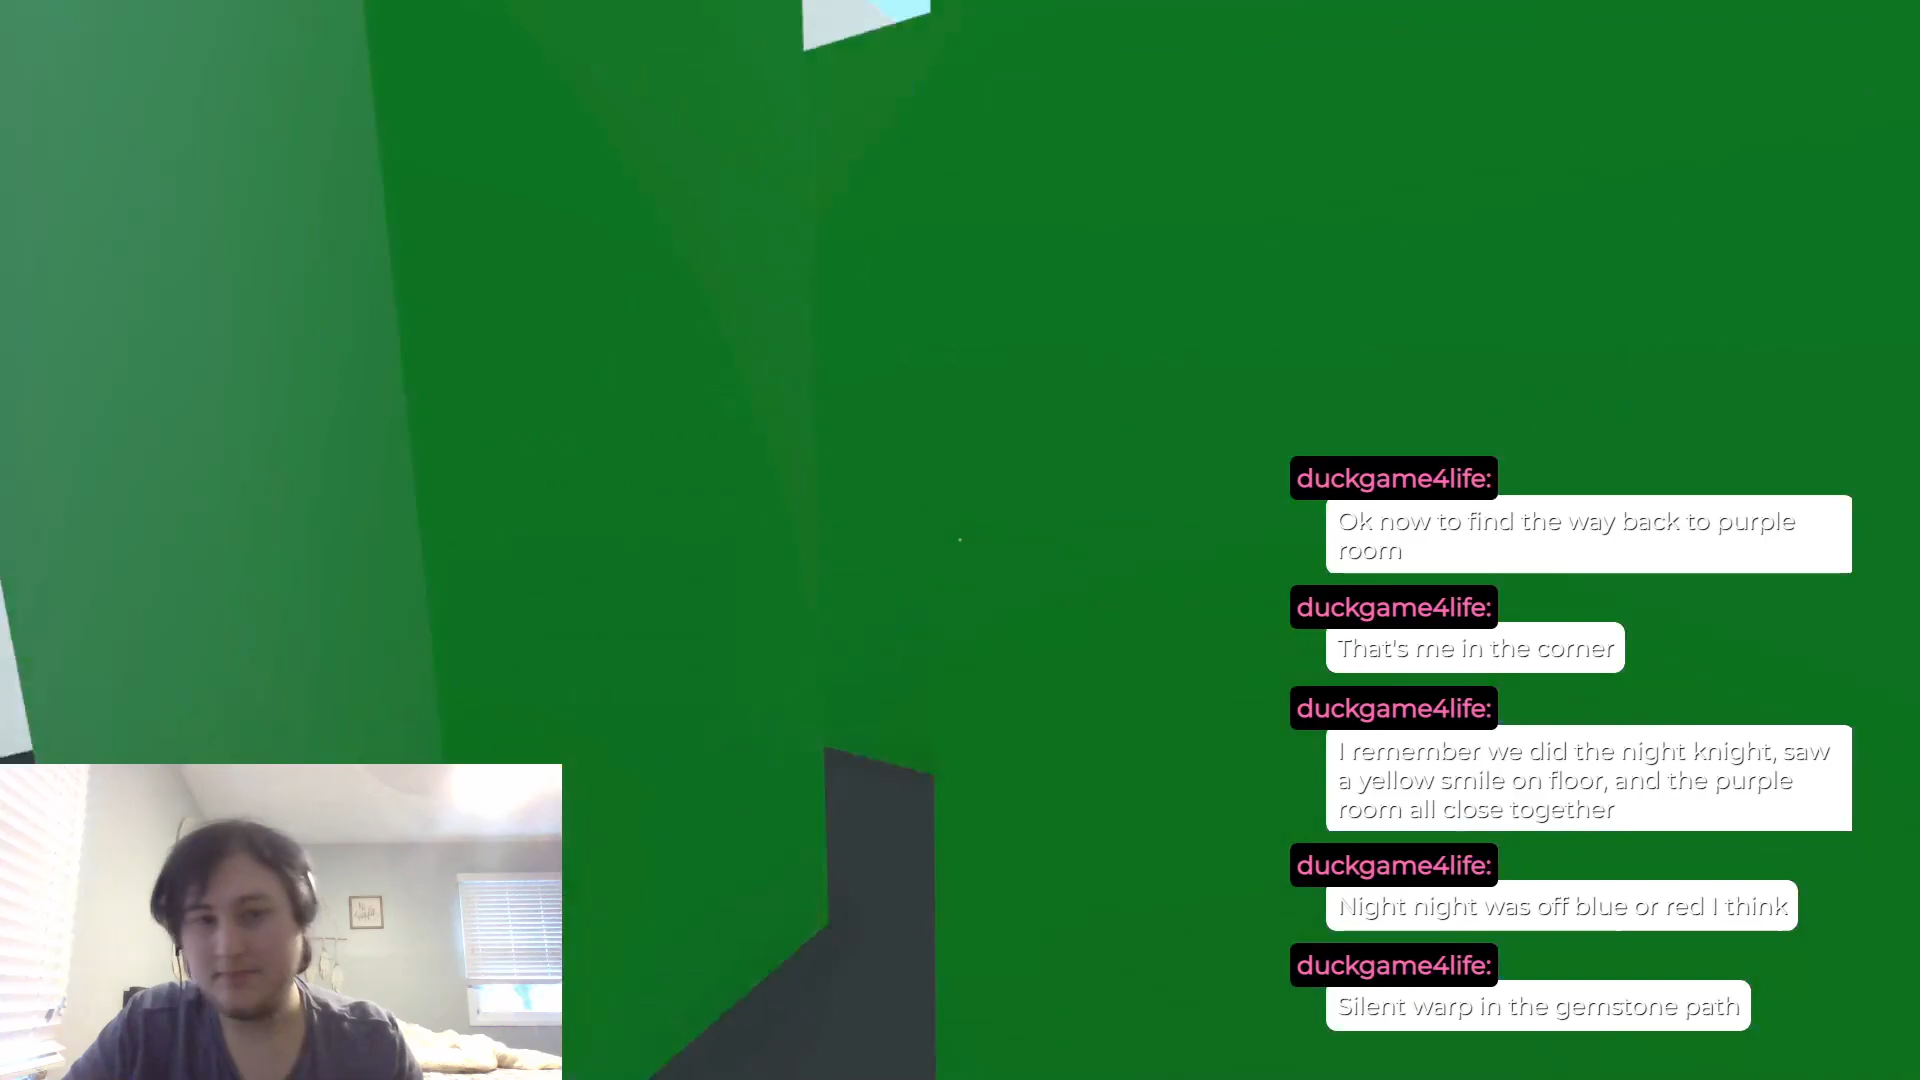 duckgame4life:
Ok now to find the way back to purple
room
duckgame4life:
That's me in the corner
duckgame4life:
I remember we did the night knight, saw
a yellow smile on floor, and the purple
room all close together
duckgame4life:
Night night was off blue or red I think
duckgame4life:
Silent warp in the gemstone path